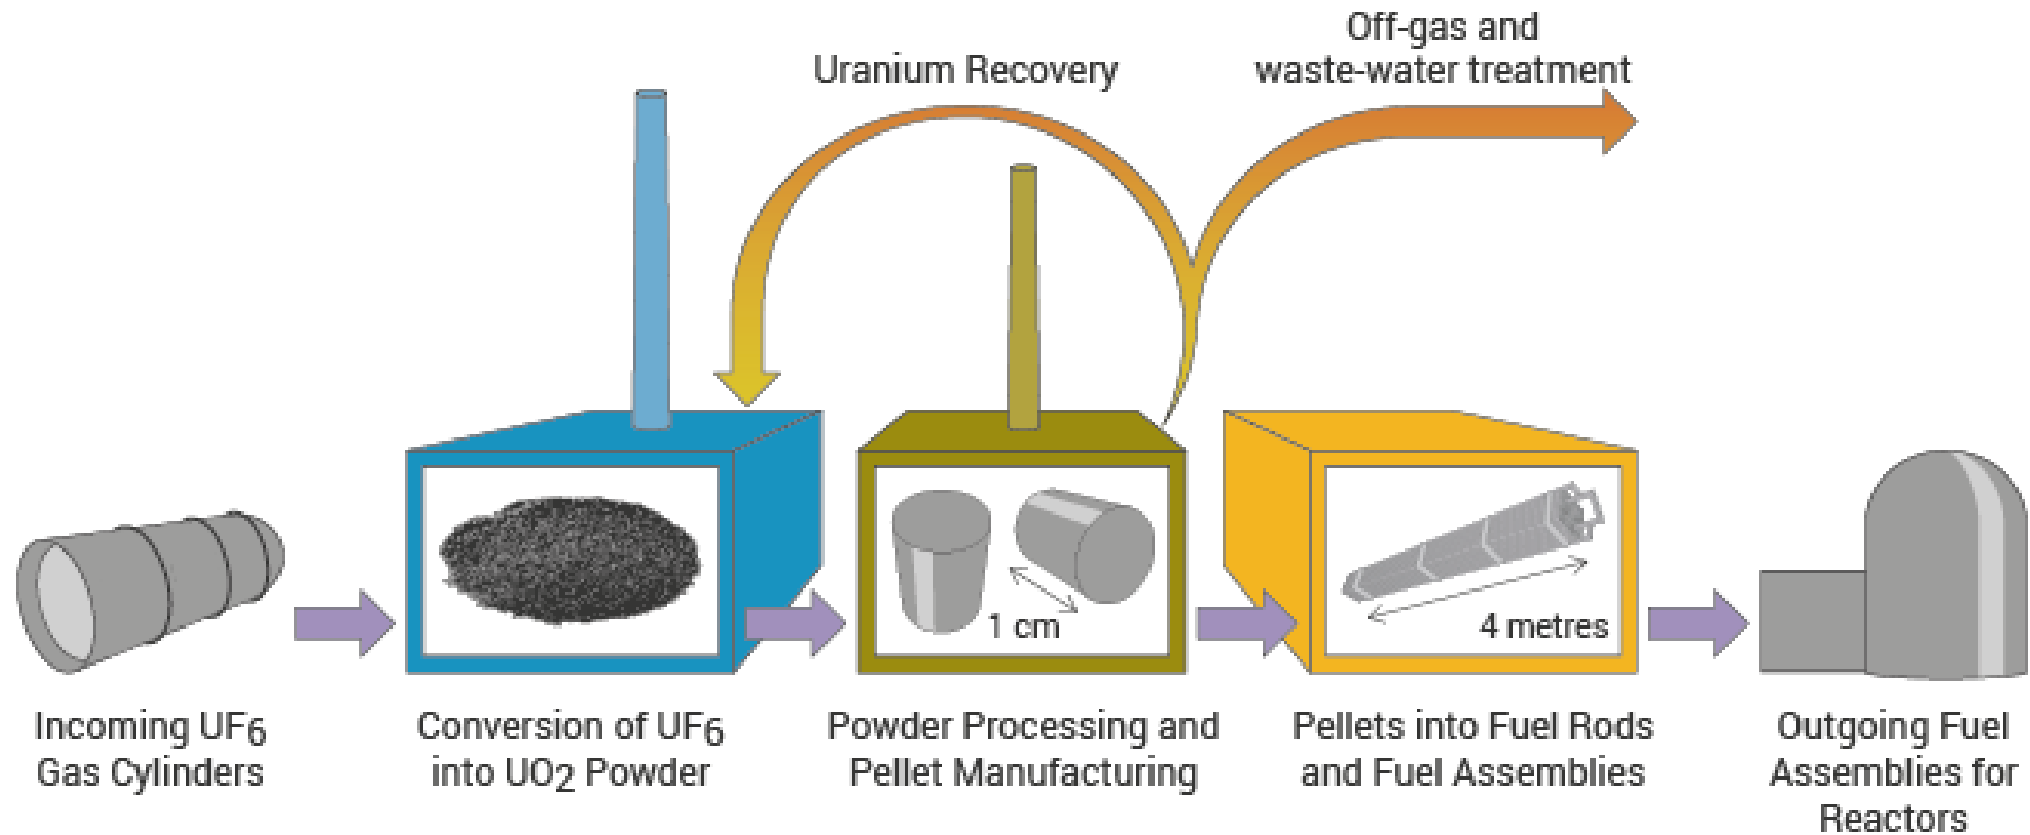 Off-gas and
waste-water treatment
Uranium Recovery
1 cm
4 metres
Incoming UF6
Gas Cylinders
Conversion of UF6
into UO2 Powder
Powder Processing and
Pellet Manufacturing
Pellets into Fuel Rods
and Fuel Assemblies
Outgoing Fuel
Assemblies for
Reactors